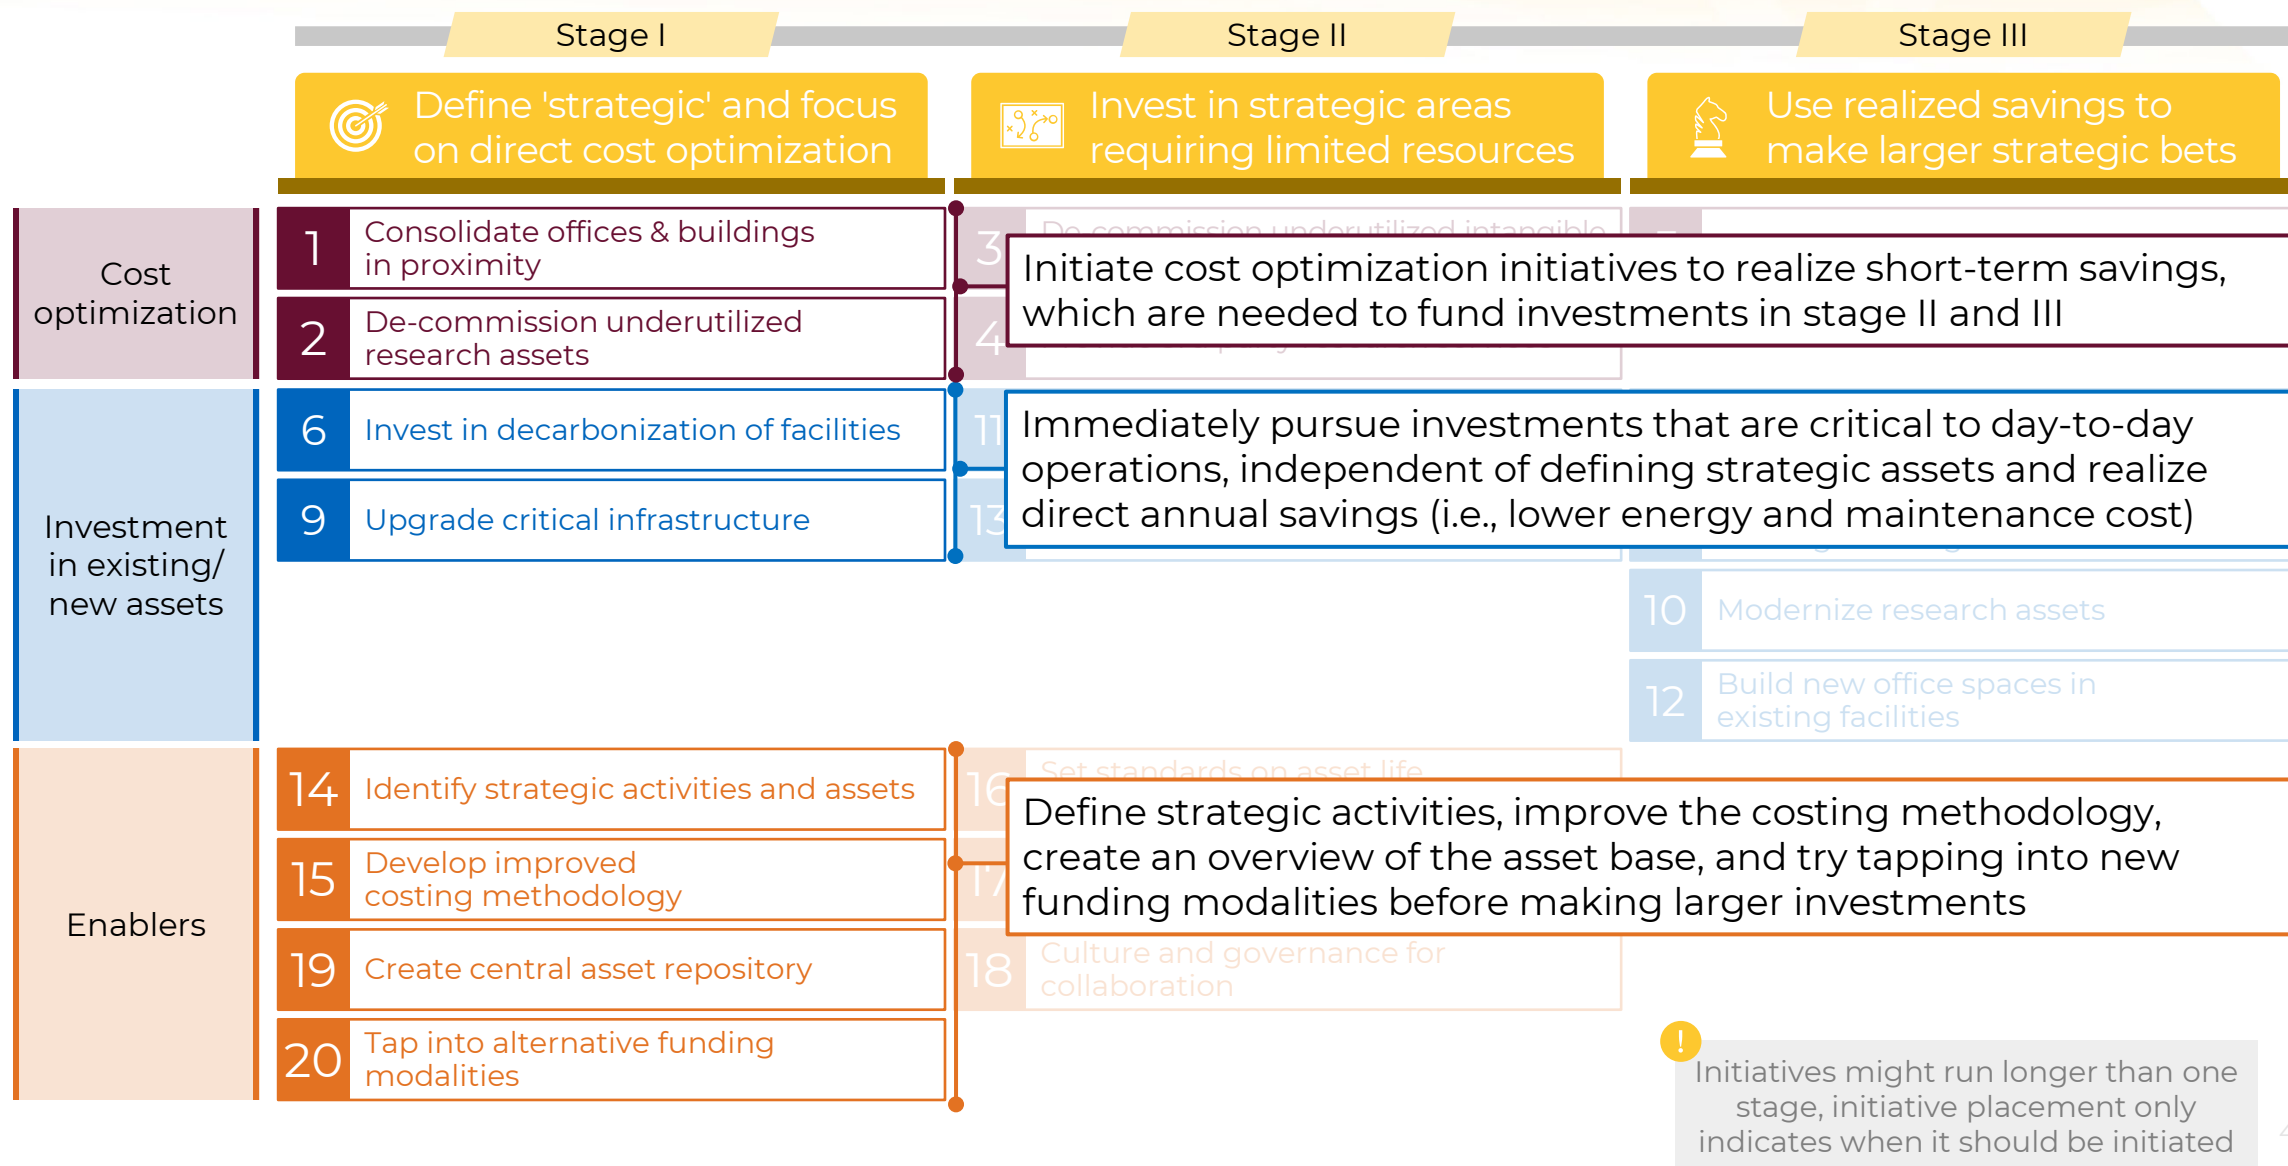 Stage I
Stage II
Stage III
Define 'strategic' and focus
on direct cost optimization
Invest in strategic areas
requiring limited resources
Use realized savings to
make larger strategic bets
Cost
optimization
1
Consolidate offices & buildings
in proximity
2
De-commission underutilized
research assets
3
De-commission underutilized intangible
4
Initiate cost optimization initiatives to realize short-term savings,
which are needed to fund investments in stage II and III
Investment
in existing/
new assets
6
Invest in decarbonization of facilities
9
Upgrade critical infrastructure
11
13
Immediately pursue investments that are critical to day-to-day
operations, independent of defining strategic assets and realize
direct annual savings (i.e., lower energy and maintenance cost)
10
Modernize research assets
12
Build new office spaces in
existing facilities
Enablers
14
Identify strategic activities and assets
15
Develop improved
costing methodology
19
Create central asset repository
20
Tap into alternative funding
modalities
16
Set standards on asset life
17
Define strategic activities, improve the costing methodology,
create an overview of the asset base, and try tapping into new
funding modalities before making larger investments
18
Culture and governance for
collaboration
!
Initiatives might run longer than one
stage, initiative placement only
indicates when it should be initiated